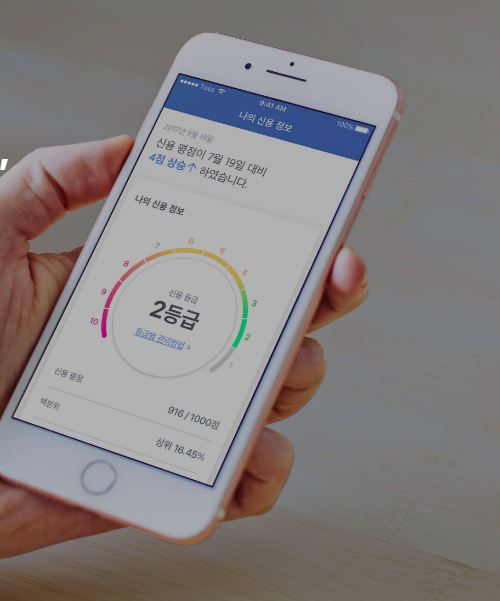 Toss
9:41 AM
100%
나의 신용 정보
2017년 9월 19일
신용 평점이 7월 19일 대비
4점 상승↑ 하였습니다.
나의 신용 정보
10
9
8
7
6
5
4
3
2
1
신용 등급
2등급
등급별 관리방법 >
신용 평점
916 / 1000점
백분위
상위 16.45%